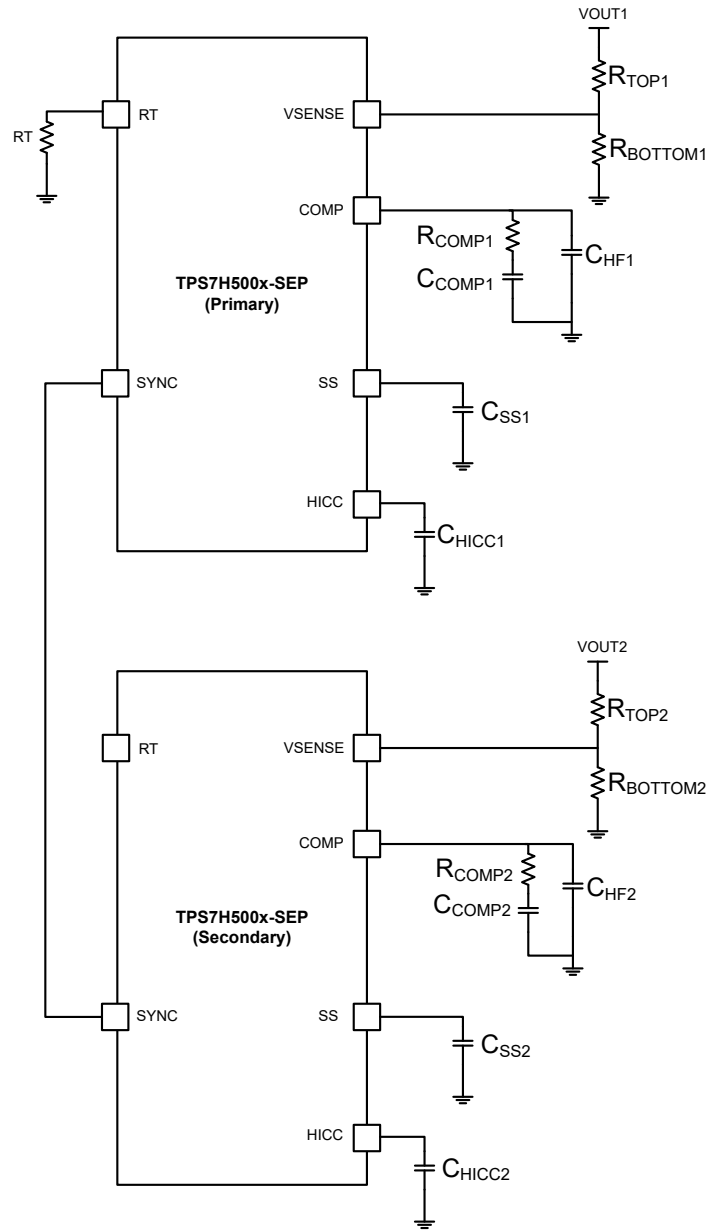 VOUT1
RTOP1
RT
RT
VSENSE
RBOTTOM1
COMP
RCOMP1
CHF1
CCOMP1
TPS7H500x-SEP
(Primary)
SYNC
SS
CSS1
HICC
CHICC1
VOUT2
RTOP2
RT
VSENSE
RBOTTOM2
COMP
RCOMP2
CHF2
CCOMP2
TPS7H500x-SEP
(Secondary)
SYNC
SS
CSS2
HICC
CHICC2